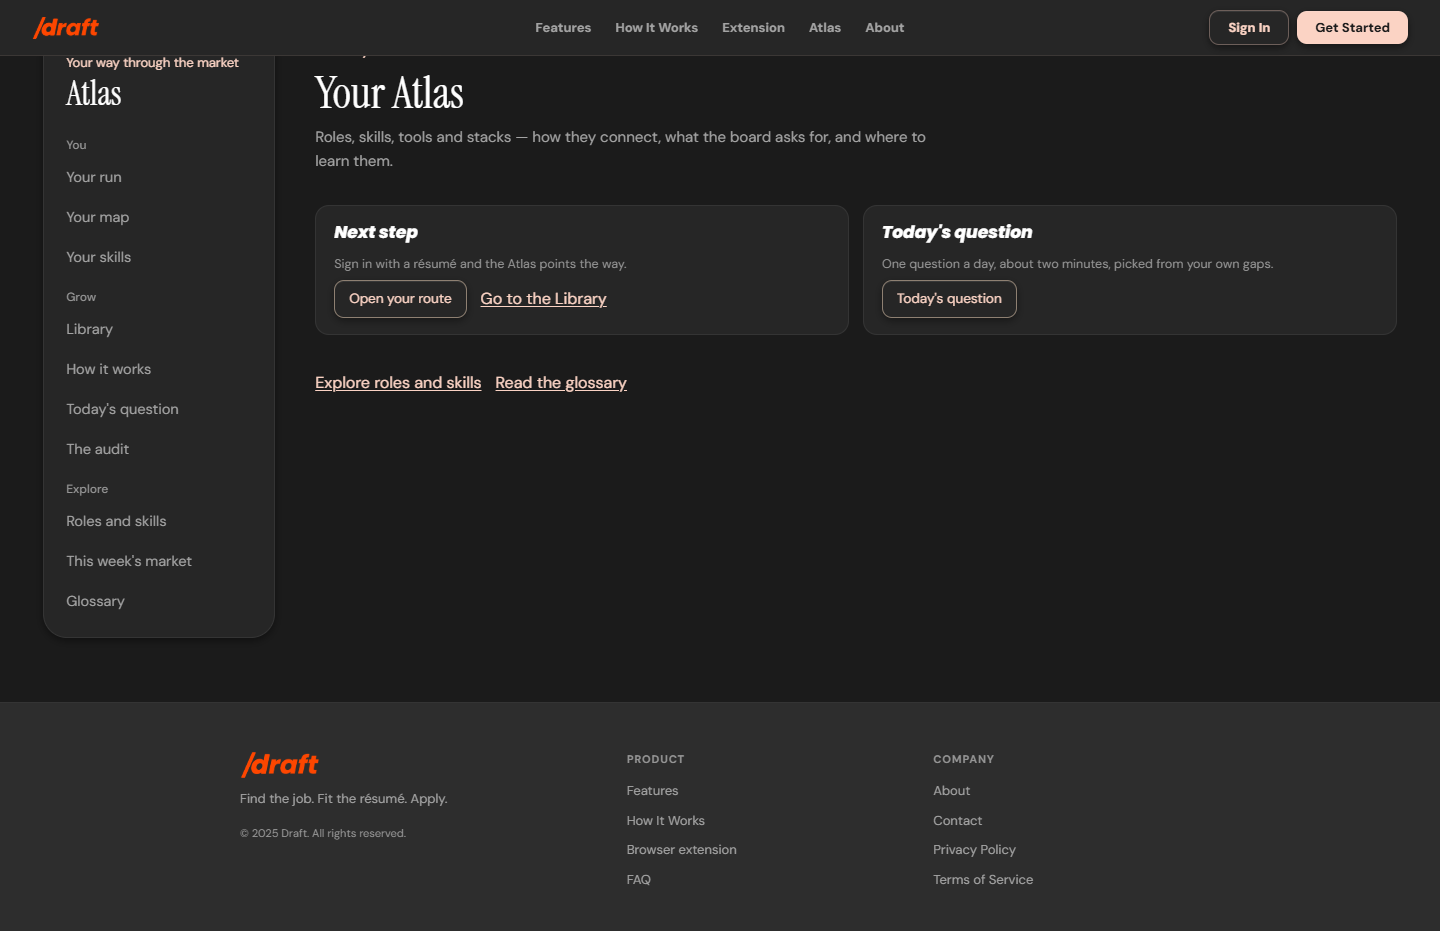 /draft
Features
How It Works
Extension
Atlas
About
Sign In
Get Started
Your way through the market
Atlas
You
Your run
Your map
Your skills
Grow
Library
How it works
Today's question
The audit
Explore
Roles and skills
This week's market
Glossary
Your Atlas
Roles, skills, tools and stacks — how they connect, what the board asks for, and where to
learn them.
Next step
Sign in with a résumé and the Atlas points the way.
Open your route
Go to the Library
Today's question
One question a day, about two minutes, picked from your own gaps.
Today's question
Explore roles and skills
Read the glossary
/draft
Find the job. Fit the résumé. Apply.
© 2025 Draft. All rights reserved.
PRODUCT
Features
How It Works
Browser extension
FAQ
COMPANY
About
Contact
Privacy Policy
Terms of Service